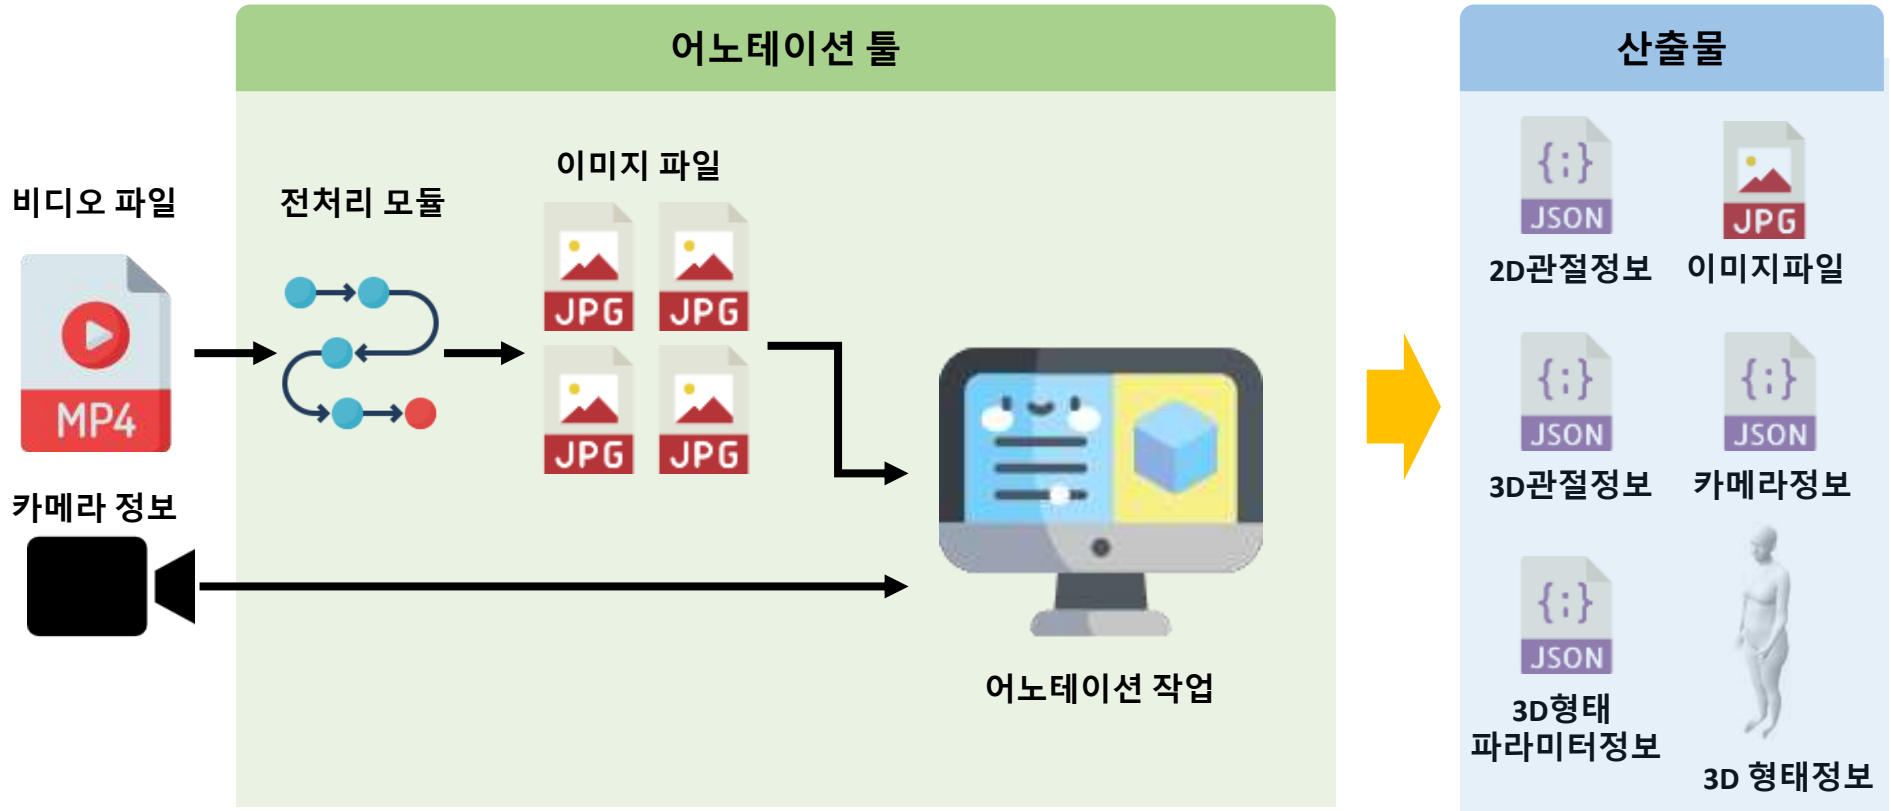 어노테이션 툴
산출물
비디오 파일
MP4
카메라 정보
전처리 모듈
이미지 파일
JPG
JPG
JPG
JPG
어노테이션 작업
JSON
2D관절정보
JPG
이미지파일
JSON
3D관절정보
JSON
카메라정보
JSON
3D형태
파라미터정보
3D 형태정보